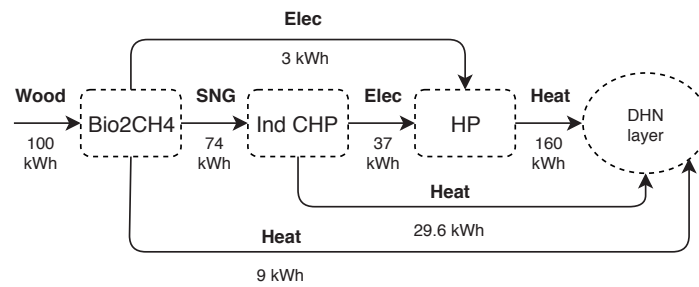 Elec
3 kWh
Wood
SNG
Elec
Heat
Bio2CH4
Ind CHP
HP
DHN
layer
100
kWh
74
kWh
37
kWh
160
kWh
Heat
29.6 kWh
Heat
9 kWh